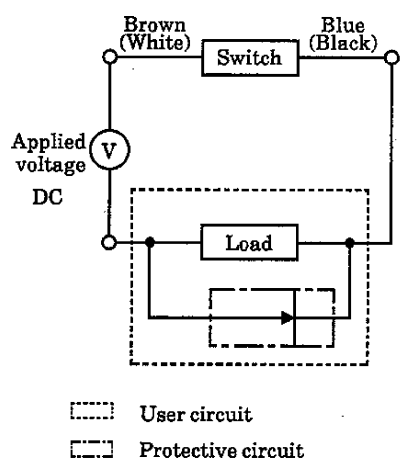 Brown
(White)
Switch
Blue
(Black)
Applied
voltage
DC
V
Load
User circuit
Protective circuit